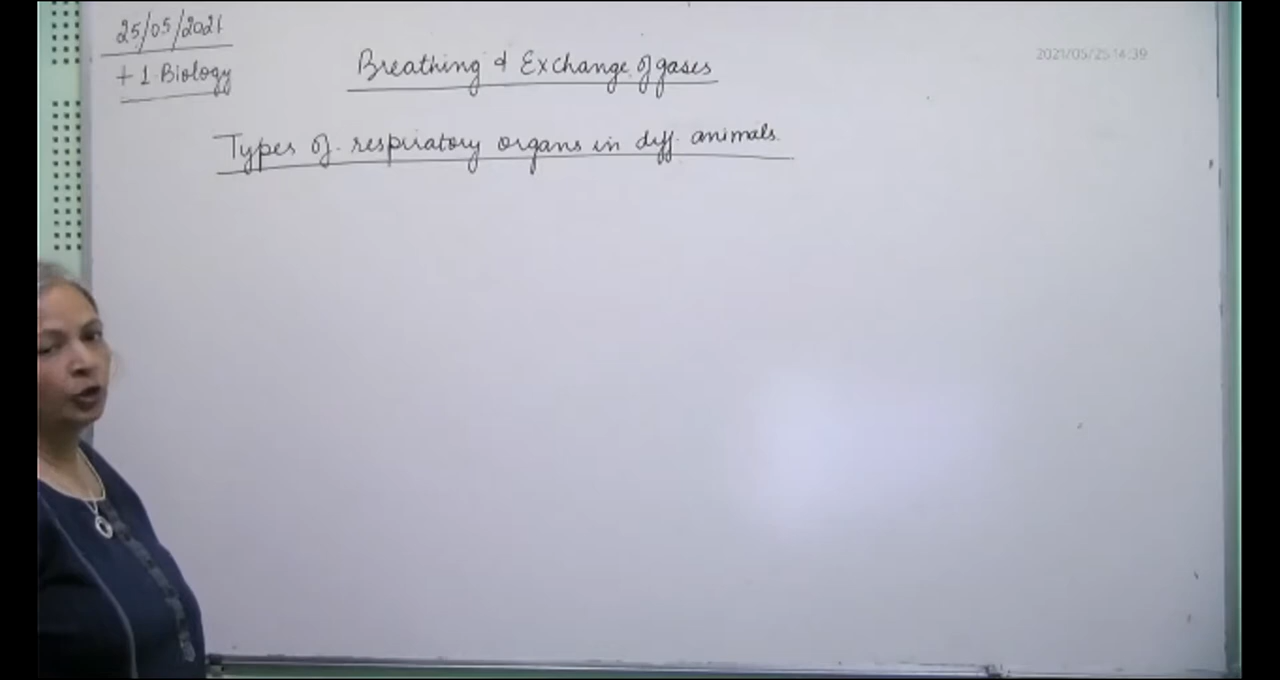 25/05/2021
+1 Biology
Breathing & Exchange of gases
2021/05/25 14:39
Types of respiratory organs in diff. animals.